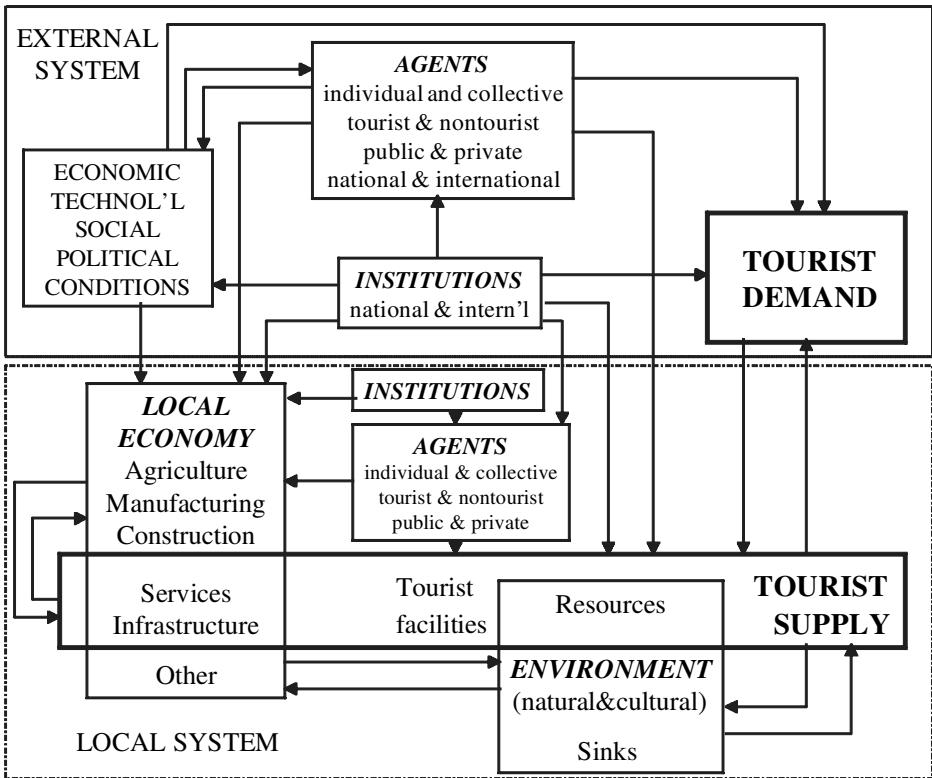 EXTERNAL
SYSTEM
AGENTS
individual and collective
tourist & nontourist
public & private
national & international
ECONOMIC
TECHNOL'L
SOCIAL
POLITICAL
CONDITIONS
INSTITUTIONS
national & intern'l
TOURIST
DEMAND
INSTITUTIONS
LOCAL
ECONOMY
Agriculture
Manufacturing
Construction
Services
Infrastructure
Other
AGENTS
individual & collective
tourist & nontourist
public & private
Tourist
facilities
Resources
ENVIRONMENT
(natural&cultural)
Sinks
TOURIST
SUPPLY
LOCAL SYSTEM